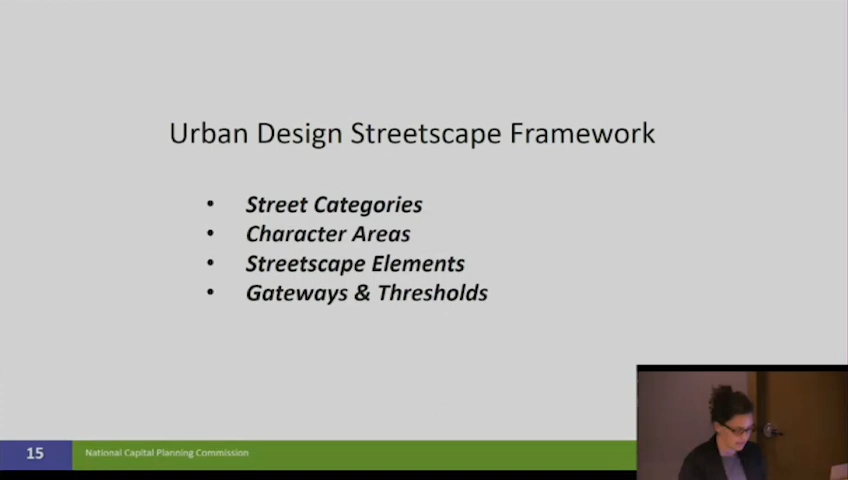 Urban Design Streetscape Framework
• Street Categories
• Character Areas
• Streetscape Elements
• Gateways & Thresholds
15
National Capital Planning Commission